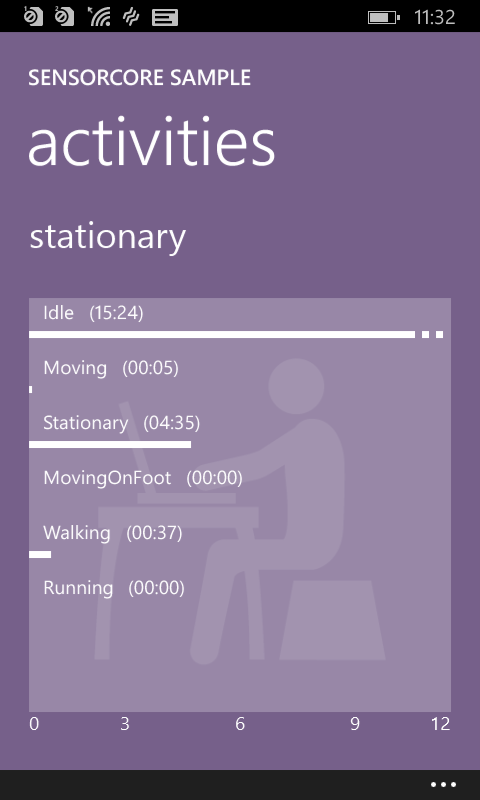 11:32
SENSORCORE SAMPLE
activities
stationary
Idle (15:24)
Moving (00:05)
Stationary (04:35)
MovingOnFoot (00:00)
Walking (00:37)
Running (00:00)
0 3 6 9 12